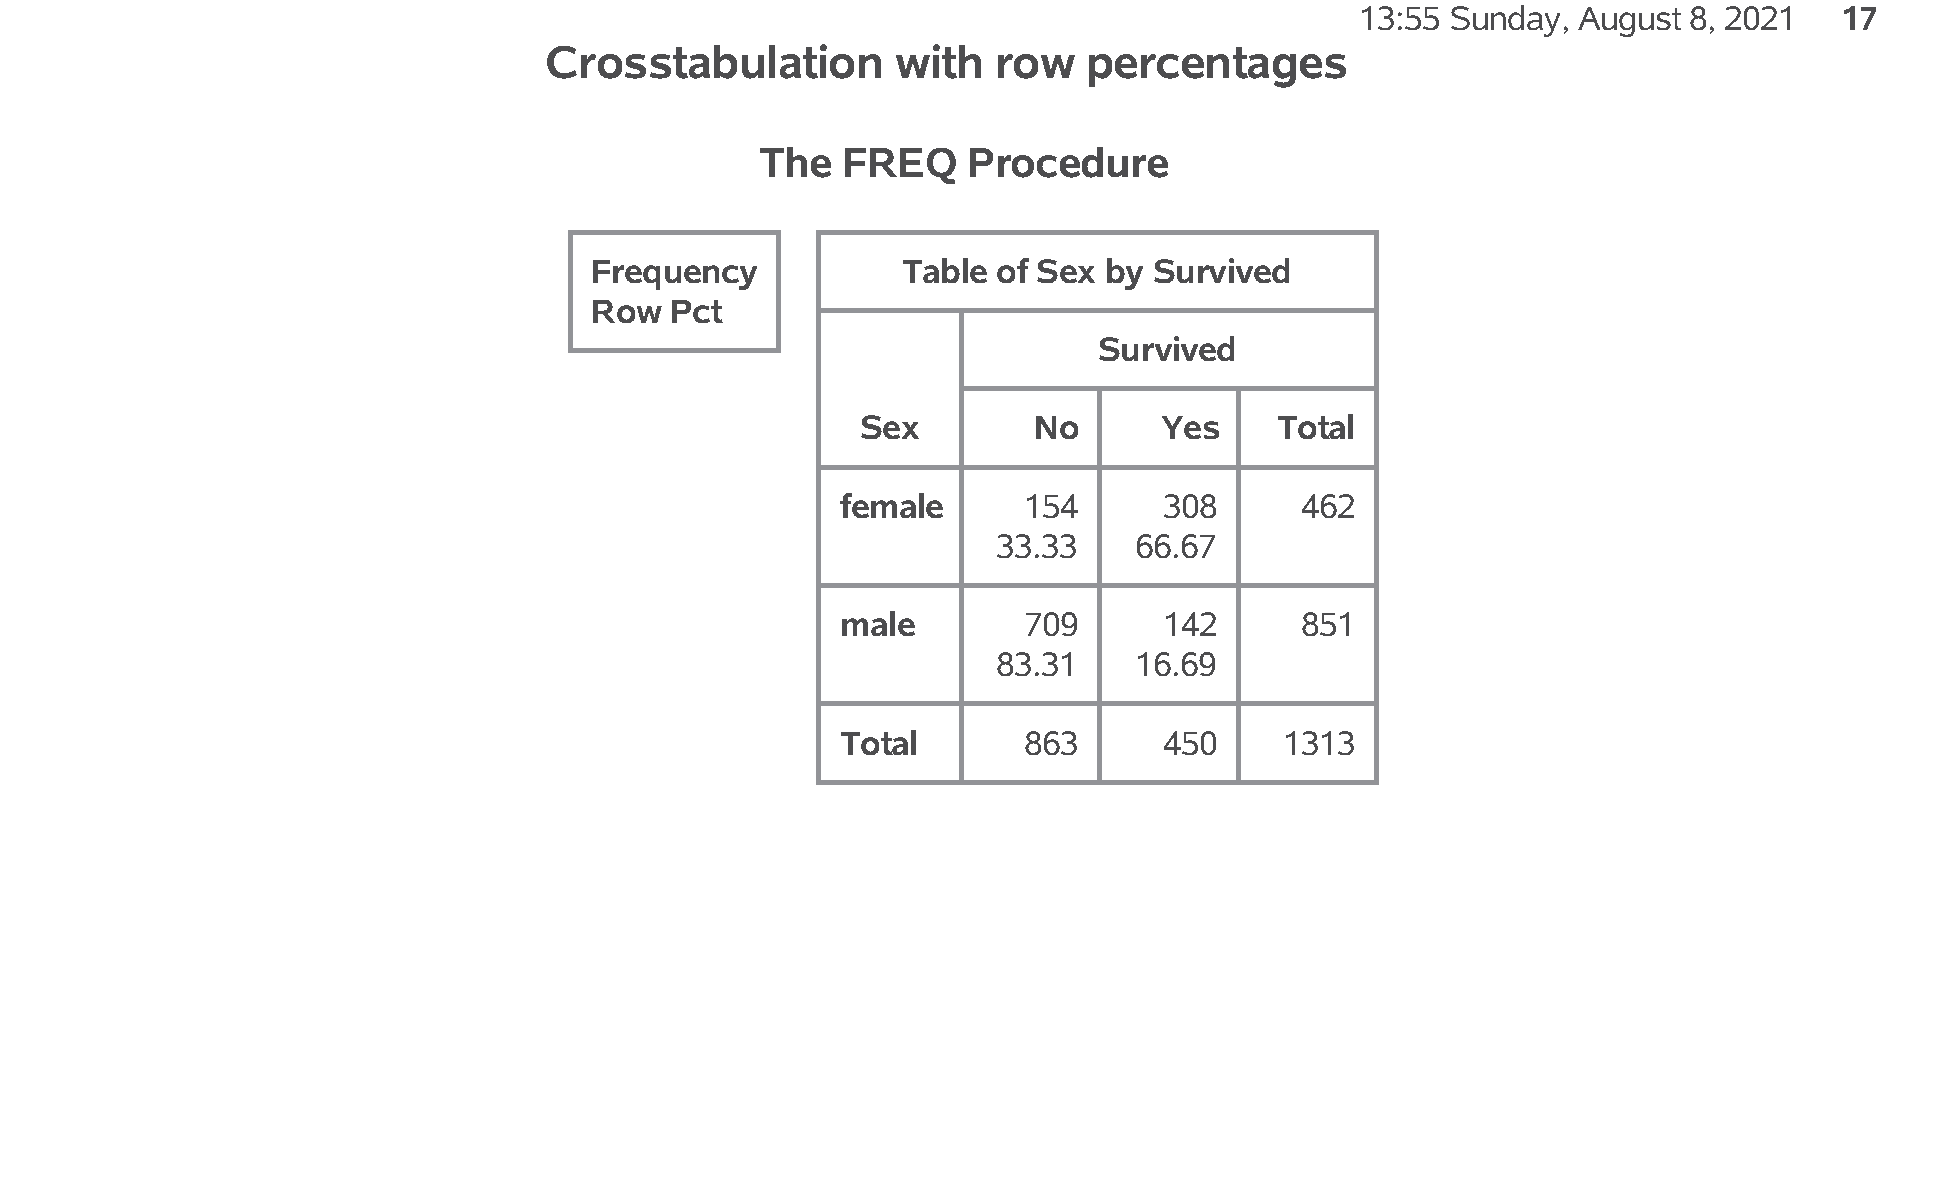 13:55 Sunday, August 8, 2021 17
Crosstabulation with row percentages
The FREQ Procedure
Frequency
Row Pct
Table of Sex by Survived
Survived
Sex No Yes Total
female 154 308 462
33.33 66.67
male 709 142 851
83.31 16.69
Total 863 450 1313